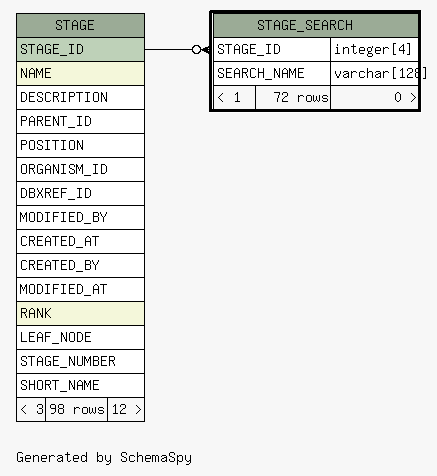 STAGE
STAGE_ID
NAME
DESCRIPTION
PARENT_ID
POSITION
ORGANISM_ID
DBXREF_ID
MODIFIED_BY
CREATED_AT
CREATED_BY
MODIFIED_AT
RANK
LEAF_NODE
STAGE_NUMBER
SHORT_NAME
< 3 98 rows 12 >
STAGE_SEARCH
STAGE_ID integer[4]
SEARCH_NAME varchar[128]
< 1 72 rows 0 >
Generated by SchemaSpy